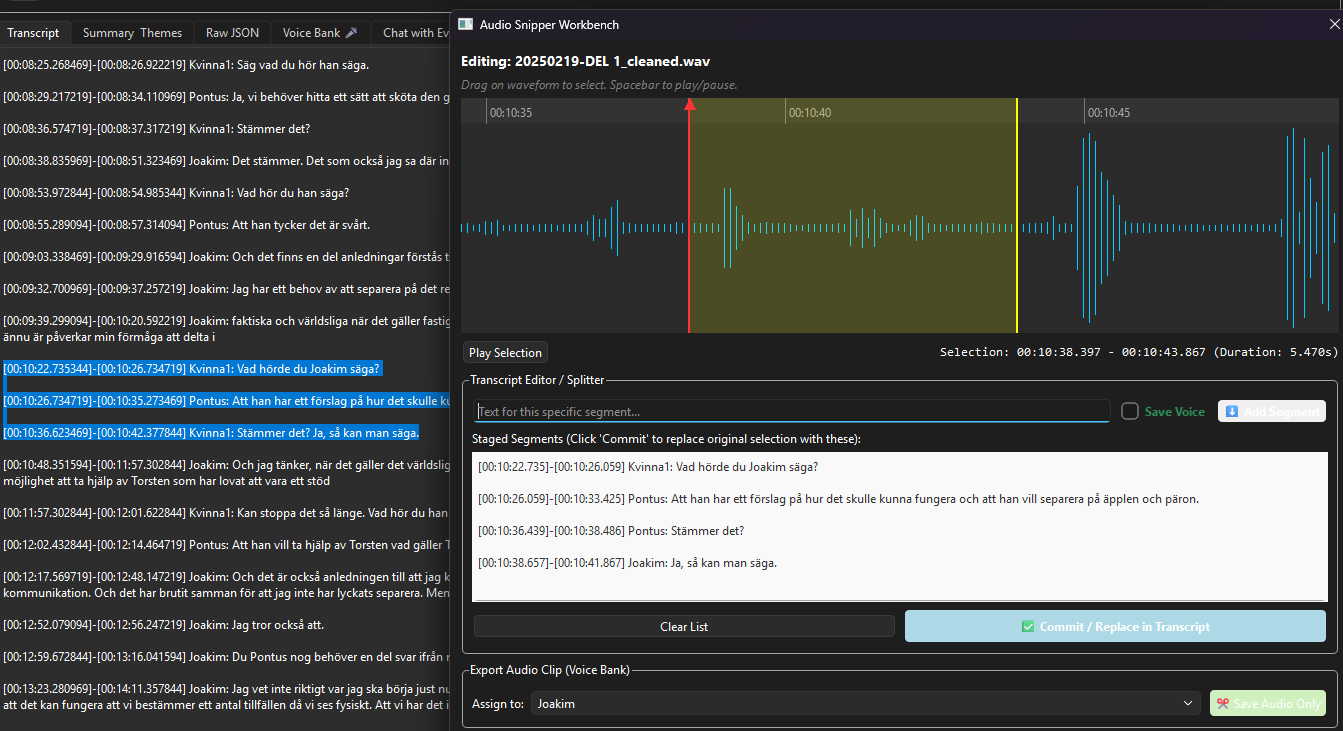 Transcript
Summary Themes
Raw JSON
Voice Bank
Chat with Ev
[00:08:25.268469]-[00:08:26.922219] Kvinna1: Säg vad du hör han säga.
[00:08:29.217219]-[00:08:34.110969] Pontus: Ja, vi behöver hitta ett sätt att sköta den g
[00:08:36.574719]-[00:08:37.317219] Kvinna1: Stämmer det?
[00:08:38.835969]-[00:08:51.323469] Joakim: Det stämmer. Det som också jag sa där in
[00:08:53.972844]-[00:08:54.985344] Kvinna1: Vad hör du han säga?
[00:08:55.289094]-[00:08:57.314094] Pontus: Att han tycker det är svårt.
[00:09:03.338469]-[00:09:29.916594] Joakim: Och det finns en del anledningar förstås t
[00:09:32.700969]-[00:09:37.257219] Joakim: Jag har ett behov av att separera på det re
[00:09:39.299094]-[00:10:20.592219] Joakim: faktiska och världsliga när det gäller fastig
ännu är påverkar min förmåga att delta i
[00:10:22.735344]-[00:10:26.734719] Kvinna1: Vad hörde du Joakim säga?
[00:10:26.734719]-[00:10:35.273469] Pontus: Att han har ett förslag på hur det skulle ku
[00:10:36.623469]-[00:10:42.377844] Kvinna1: Stämmer det? Ja, så kan man säga.
[00:10:48.351594]-[00:11:57.302844] Joakim: Och jag tänker, när det gäller det världslig
möjlighet att ta hjälp av Torsten som har lovat att vara ett stöd
[00:11:57.302844]-[00:12:01.622844] Kvinna1: Kan stoppa det så länge. Vad hör du han
[00:12:02.432844]-[00:12:14.464719] Pontus: Att han vill ta hjälp av Torsten vad gäller T
[00:12:17.569719]-[00:12:48.147219] Joakim: Och det är också anledningen till att jag k
kommunikation. Och det har brutit samman för att jag inte har lyckats separera. Men
[00:12:52.079094]-[00:12:56.247219] Joakim: Jag tror också att.
[00:12:59.672844]-[00:13:16.041594] Joakim: Du Pontus nog behöver en del svar ifrån r
[00:13:23.280969]-[00:14:11.357844] Joakim: Jag vet inte riktigt var jag ska börja just nu
att det kan fungera att vi bestämmer ett antal tillfällen då vi ses fysiskt. Att vi har det i
Audio Snipper Workbench
Editing: 20250219-DEL 1_cleaned.wav
Drag on waveform to select. Spacebar to play/pause.
00:10:35
00:10:40
00:10:45
Play Selection
Selection: 00:10:38.397 - 00:10:43.867 (Duration: 5.470s)
Transcript Editor / Splitter
Text for this specific segment...
Save Voice
Add Segment
Staged Segments (Click 'Commit' to replace original selection with these):
[00:10:22.735]-[00:10:26.059] Kvinna1: Vad hörde du Joakim säga?
[00:10:26.059]-[00:10:33.425] Pontus: Att han har ett förslag på hur det skulle kunna fungera och att han vill separera på äpplen och päron.
[00:10:36.439]-[00:10:38.486] Pontus: Stämmer det?
[00:10:38.657]-[00:10:41.867] Joakim: Ja, så kan man säga.
Clear List
Commit / Replace in Transcript
Export Audio Clip (Voice Bank)
Assign to:
Joakim
Save Audio Only